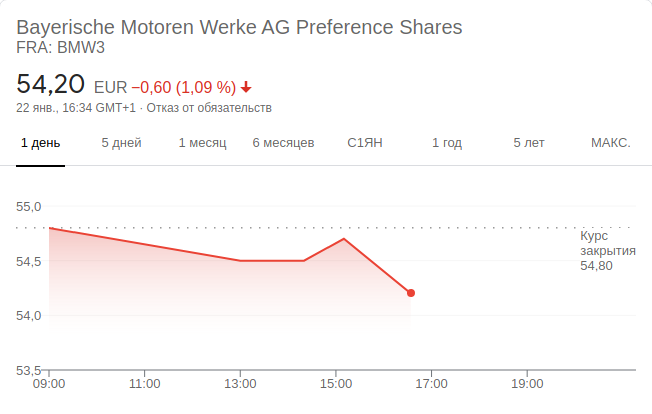 Bayerische Motoren Werke AG Preference Shares
FRA: BMW3
54,20 EUR −0,60 (1,09 %)
22 янв., 16:34 GMT+1 · Отказ от обязательств
1 день 5 дней 1 месяц 6 месяцев С1ЯН 1 год 5 лет МАКС.
55,0
Курс
закрытия
54,80
54,5
54,0
53,5
09:00 11:00 13:00 15:00 17:00 19:00